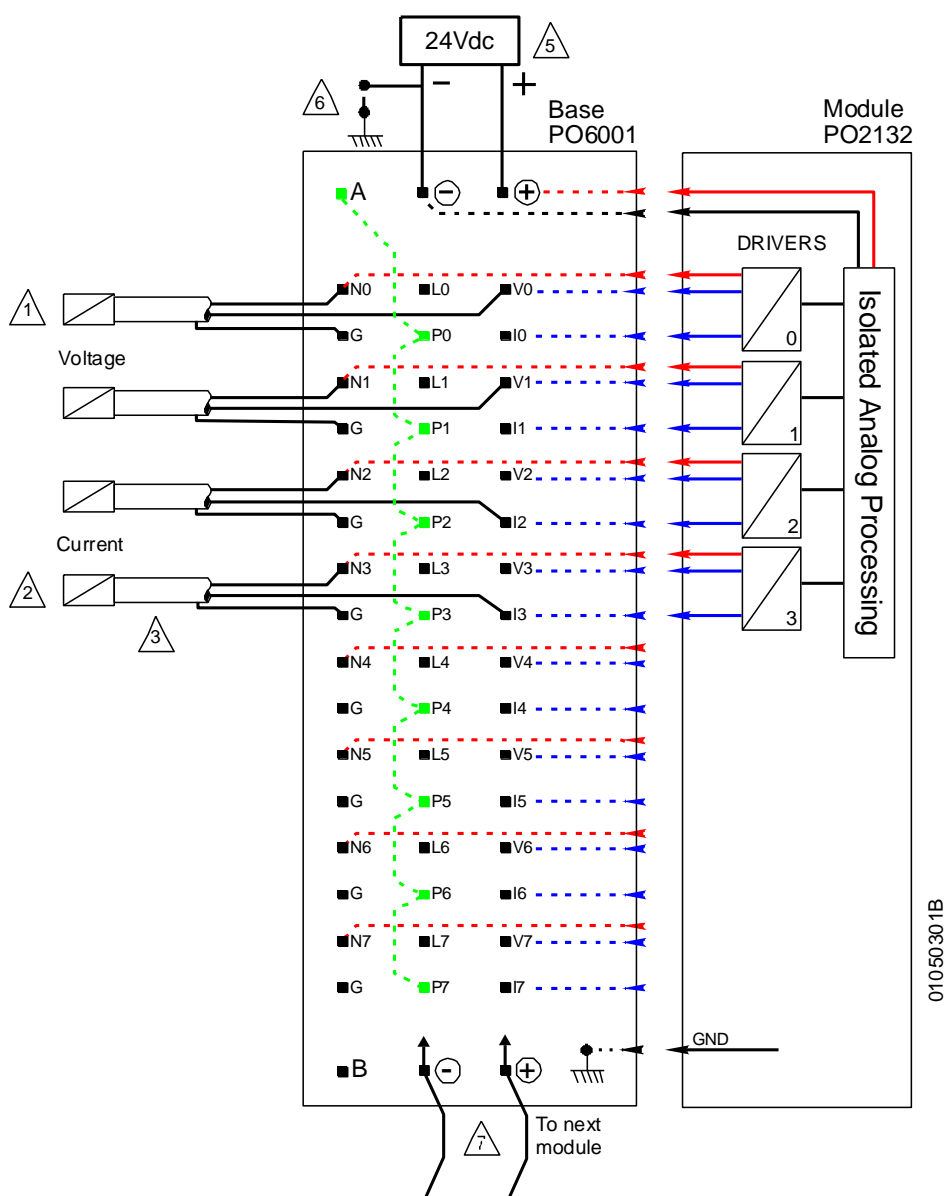 24Vdc
5
−
+
6
Base
PO6001
Module
PO2132
A
−
+
DRIVERS
N0 L0 V0
1
G P0 I0
0
Voltage
N1 L1 V1
G P1 I1
1
N2 L2 V2
G P2 I2
2
Current
N3 L3 V3
2
G P3 I3
3
3
Isolated Analog Processing
N4 L4 V4
G P4 I4
N5 L5 V5
G P5 I5
N6 L6 V6
G P6 I6
N7 L7 V7
G P7 I7
GND
B
−
+
7
To next
module
01050301B